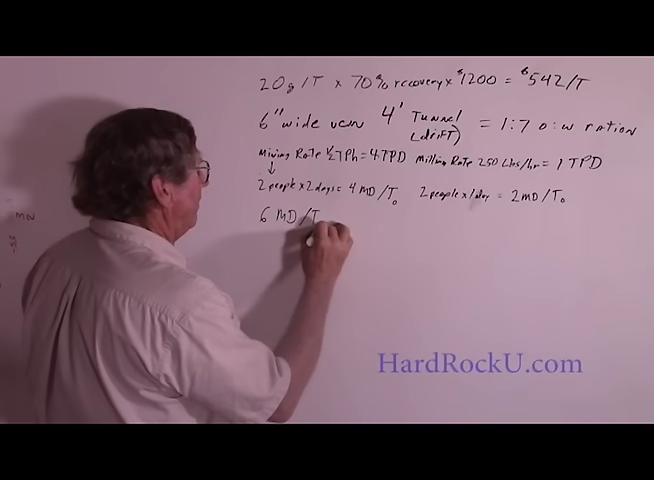 20g/T x 70% recovery x $1200 = $542/T
6" wide vein 4' Tunnel (drift) = 1:7 o:w ration
Mining Rate ½ TPh = 4 TPD Milling Rate 250 Lbs/hr = 1 TPD
2 people x 2 days = 4 MD/To 2 people x 1 day = 2 MD/To
6 MD/T
HardRockU.com